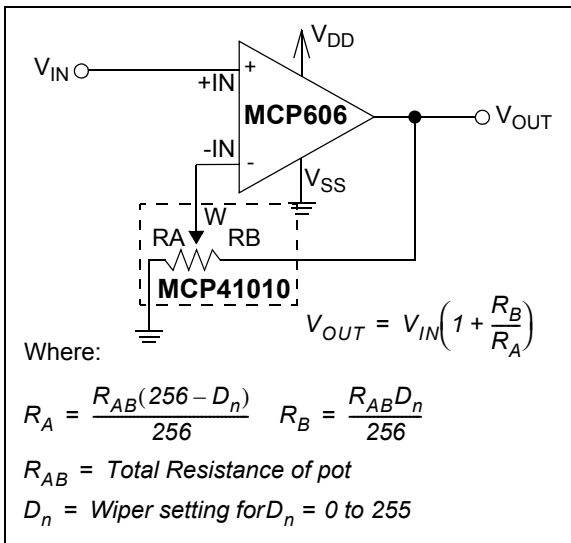 V_DD
V_IN
+
+IN
MCP606
V_OUT
-IN
-
V_SS
W
RA RB
MCP41010
V_OUT = V_IN(1 + R_B/R_A)
Where:
R_A = R_AB(256 – D_n)/256 R_B = R_AB D_n/256
R_AB = Total Resistance of pot
D_n = Wiper setting forD_n = 0 to 255